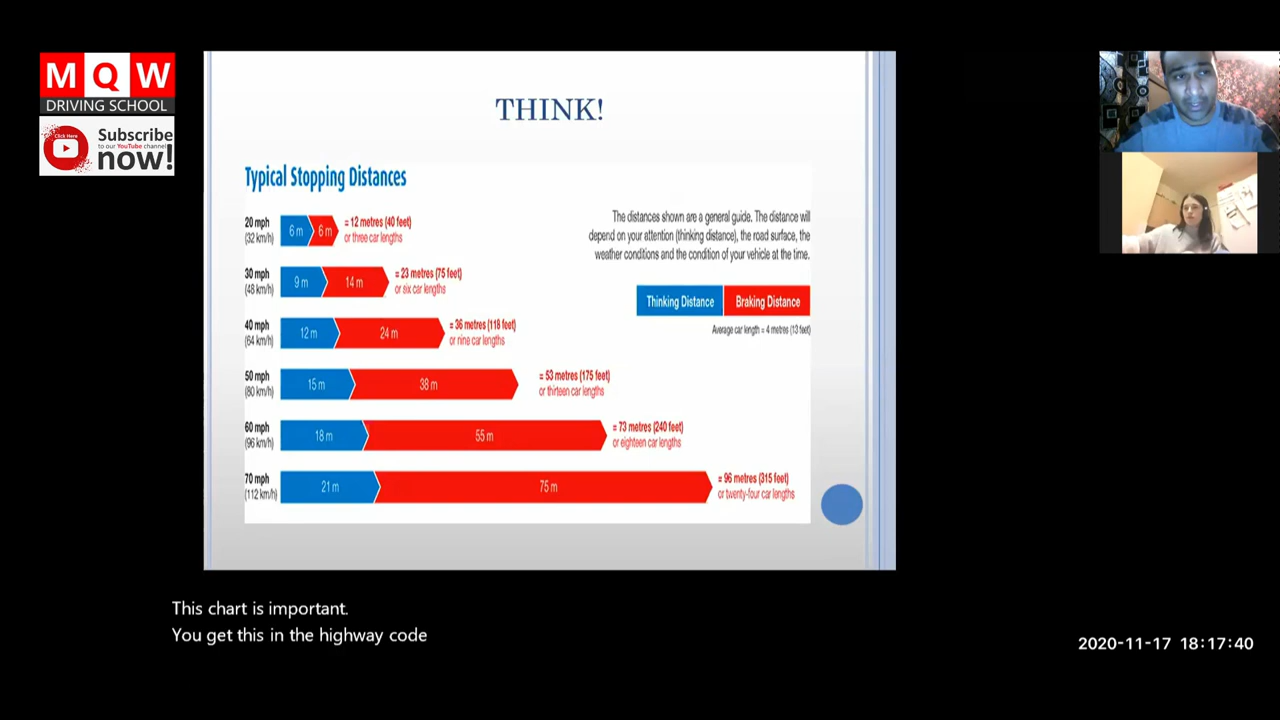 MQW
DRIVING SCHOOL
Click Here
Subscribe
to our YouTube channel
now!
THINK!
Typical Stopping Distances
The distances shown are a general guide. The distance will
depend on your attention (thinking distance), the road surface, the
weather conditions and the condition of your vehicle at the time.
Thinking Distance
Braking Distance
Average car length = 4 metres (13 feet)
20 mph
(32 km/h)
6 m
6 m
= 12 metres (40 feet)
or three car lengths
30 mph
(48 km/h)
9 m
14 m
= 23 metres (75 feet)
or six car lengths
40 mph
(64 km/h)
12 m
24 m
= 36 metres (118 feet)
or nine car lengths
50 mph
(80 km/h)
15 m
38 m
= 53 metres (175 feet)
or thirteen car lengths
60 mph
(96 km/h)
18 m
55 m
= 73 metres (240 feet)
or eighteen car lengths
70 mph
(112 km/h)
21 m
75 m
= 96 metres (315 feet)
or twenty-four car lengths
This chart is important.
You get this in the highway code
2020-11-17 18:17:40